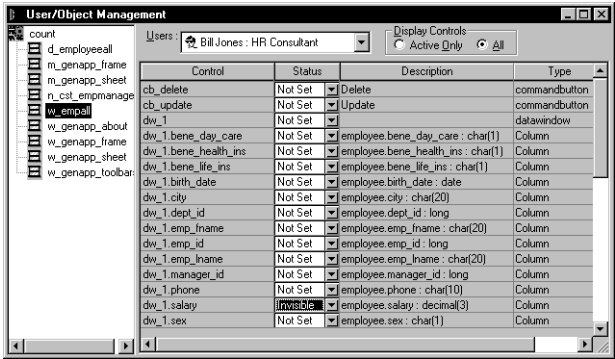 User/Object Management
count
d_employeeall
m_genapp_frame
m_genapp_sheet
n_cst_empmanage
w_empall
w_genapp_about
w_genapp_frame
w_genapp_sheet
w_genapp_toolbar
Users : Bill Jones : HR Consultant
Display Controls
Active Only All
Control Status Description Type
cb_delete Not Set Delete commandbutton
cb_update Not Set Update commandbutton
dw_1 Not Set datawindow
dw_1.bene_day_care Not Set employee.bene_day_care : char(1) Column
dw_1.bene_health_ins Not Set employee.bene_health_ins : char(1) Column
dw_1.bene_life_ins Not Set employee.bene_life_ins : char(1) Column
dw_1.birth_date Not Set employee.birth_date : date Column
dw_1.city Not Set employee.city : char(20) Column
dw_1.dept_id Not Set employee.dept_id : long Column
dw_1.emp_fname Not Set employee.emp_fname : char(20) Column
dw_1.emp_id Not Set employee.emp_id : long Column
dw_1.emp_lname Not Set employee.emp_lname : char(20) Column
dw_1.manager_id Not Set employee.manager_id : long Column
dw_1.phone Not Set employee.phone : char(10) Column
dw_1.salary Invisible employee.salary : decimal(3) Column
dw_1.sex Not Set employee.sex : char(1) Column